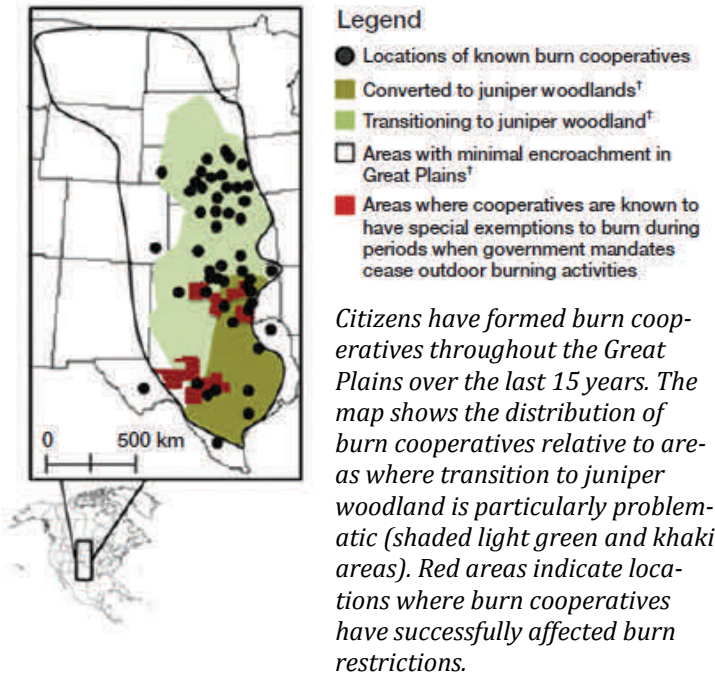 Legend
Locations of known burn cooperatives
Converted to juniper woodlands†
Transitioning to juniper woodland†
Areas with minimal encroachment in
Great Plains†
Areas where cooperatives are known to
have special exemptions to burn during
periods when government mandates
cease outdoor burning activities
0 500 km
Citizens have formed burn coop-
eratives throughout the Great
Plains over the last 15 years. The
map shows the distribution of
burn cooperatives relative to are-
as where transition to juniper
woodland is particularly problem-
atic (shaded light green and khaki
areas). Red areas indicate loca-
tions where burn cooperatives
have successfully affected burn
restrictions.